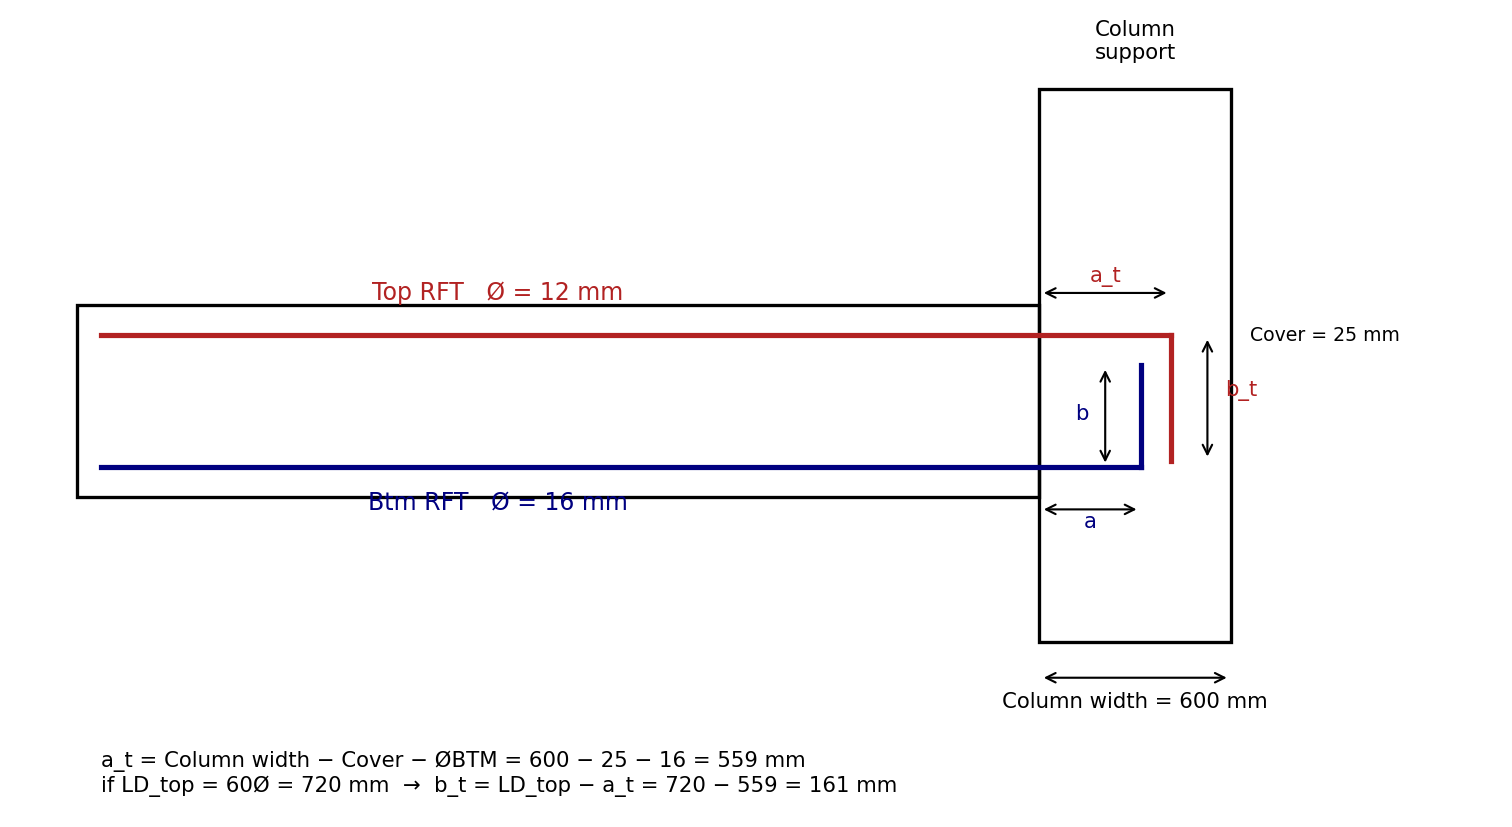 Column
support
a_t
Top RFT   Ø = 12 mm
Cover = 25 mm
b_t
b
Btm RFT   Ø = 16 mm
a
Column width = 600 mm
a_t = Column width − Cover − ØBTM = 600 − 25 − 16 = 559 mm
if LD_top = 60Ø = 720 mm  →  b_t = LD_top − a_t = 720 − 559 = 161 mm